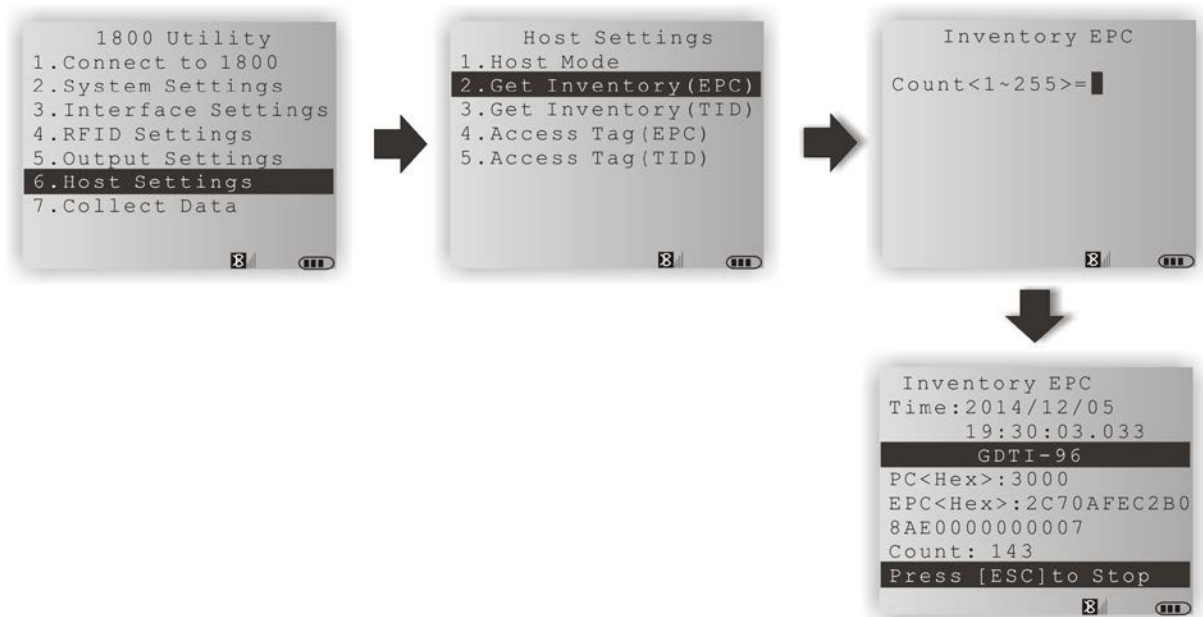 1800 Utility
1.Connect to 1800
2.System Settings
3.Interface Settings
4.RFID Settings
5.Output Settings
6.Host Settings
7.Collect Data
Host Settings
1.Host Mode
2.Get Inventory(EPC)
3.Get Inventory(TID)
4.Access Tag(EPC)
5.Access Tag(TID)
Inventory EPC
Count<1~255>=
Inventory EPC
Time:2014/12/05
19:30:03.033
GDTI-96
PC<Hex>:3000
EPC<Hex>:2C70AFEC2B0
8AE0000000007
Count: 143
Press [ESC]to Stop